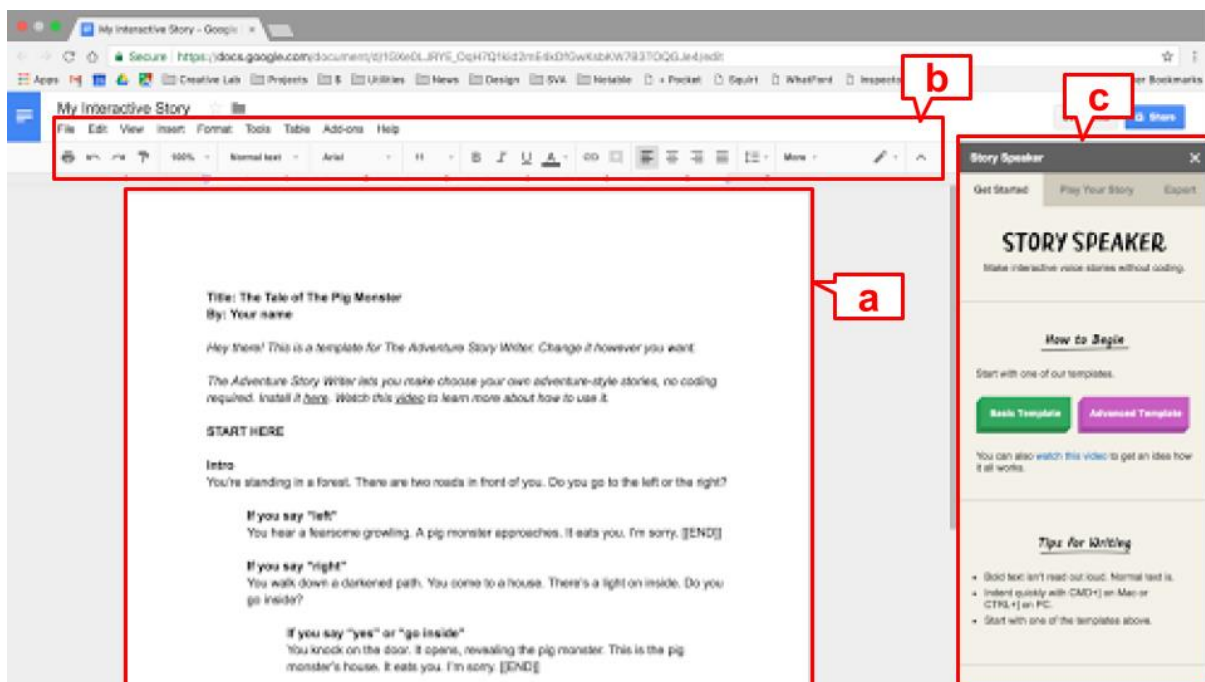 My Interactive Story - Googl
Secure https://docs.google.com/document/d/
Apps Creative Lab Projects $ Utilities News Design SVA Notable + Pocket Squirt WhatFont Inspecto er Bookmarks
b
c
My Interactive Story
Share
File Edit View Insert Format Tools Table Add-ons Help
100% Normal text Arial 11 B I U A More
a
Title: The Tale of The Pig Monster
By: Your name
Hey there! This is a template for The Adventure Story Writer. Change it however you want.
The Adventure Story Writer lets you make choose your own adventure-style stories, no coding
required. Install it here. Watch this video to learn more about how to use it.
START HERE
Intro
You're standing in a forest. There are two roads in front of you. Do you go to the left or the right?
If you say "left"
You hear a fearsome growling. A pig monster approaches. It eats you. I'm sorry. [[END]]
If you say "right"
You walk down a darkened path. You come to a house. There's a light on inside. Do you
go inside?
If you say "yes" or "go inside"
You knock on the door. It opens, revealing the pig monster. This is the pig
monster's house. It eats you. I'm sorry. [[END]]
Story Speaker
Get Started Play Your Story Export
STORY SPEAKER
Make interactive voice stories without coding.
How to Begin
Start with one of our templates.
Basic Template Advanced Template
You can also watch this video to get an idea how
it all works.
Tips for Writing
Bold text isn't read out loud. Normal text is.
Indent quickly with CMD+] on Mac or
CTRL+] on PC.
Start with one of the templates above.